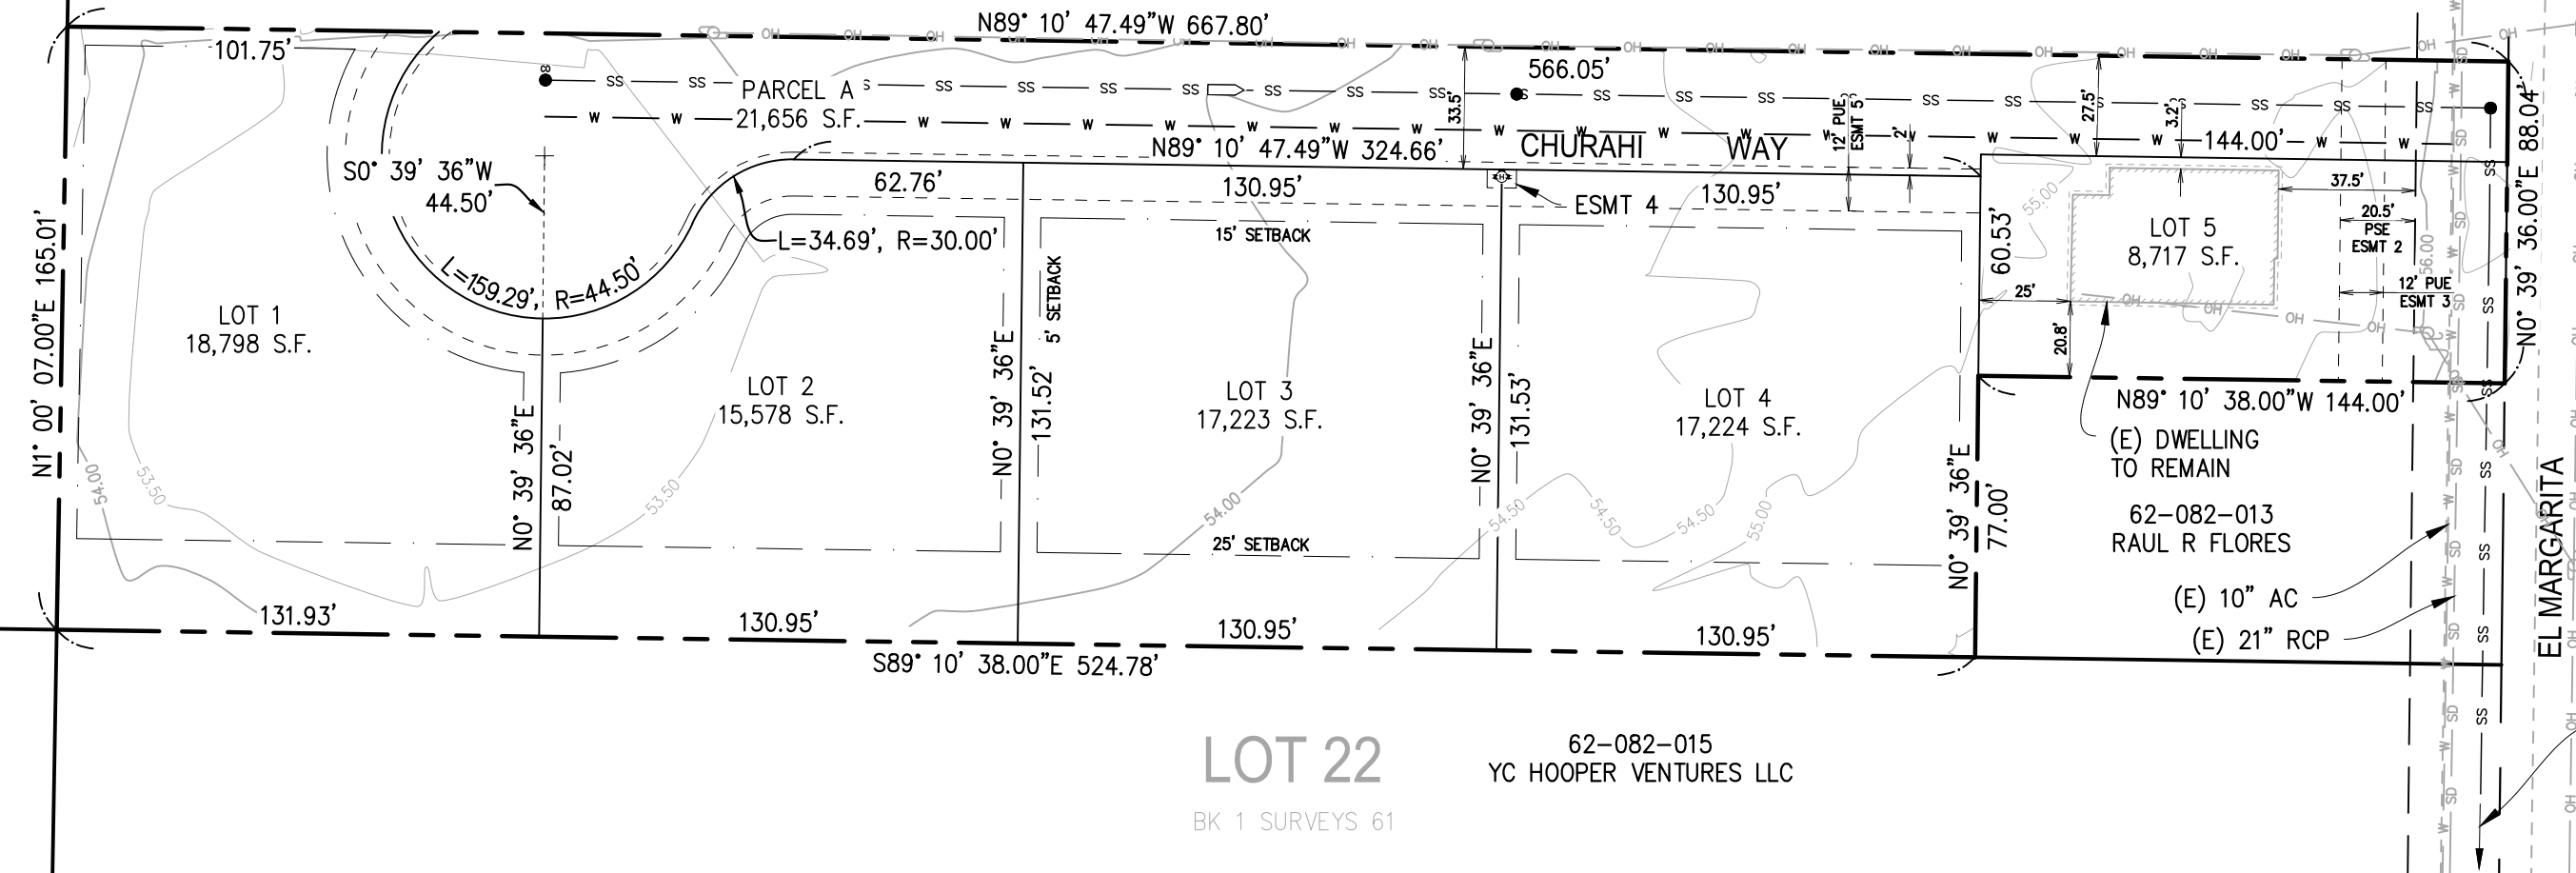 N89° 10' 47.49"W 667.80'
101.75'
566.05'
PARCEL A
21,656 S.F.
33.5'
12' PUE
ESMT 5
2'
27.5'
3.2'
144.00'
N0° 39' 36.00"E 88.04'
N89° 10' 47.49"W 324.66'
CHURAHI WAY
S0° 39' 36"W
44.50'
62.76'
130.95'
ESMT 4
130.95'
L=34.69', R=30.00'
L=159.29', R=44.50'
15' SETBACK
5' SETBACK
60.53'
55.00
LOT 5
8,717 S.F.
37.5'
20.5'
PSE
ESMT 2
12' PUE
ESMT 3
56.00
25'
20.8'
N1° 00' 07.00"E 165.01'
LOT 1
18,798 S.F.
LOT 2
15,578 S.F.
LOT 3
17,223 S.F.
LOT 4
17,224 S.F.
N0° 39' 36"E
87.02'
N0° 39' 36"E
131.52'
N0° 39' 36"E
131.53'
N0° 39' 36"E
77.00'
N89° 10' 38.00"W 144.00'
(E) DWELLING
TO REMAIN
62-082-013
RAUL R FLORES
(E) 10" AC
(E) 21" RCP
EL MARGARITA
54.00
53.50
53.50
54.00
54.50
54.50
54.50
55.00
25' SETBACK
131.93'
130.95'
130.95'
130.95'
S89° 10' 38.00"E 524.78'
LOT 22
BK 1 SURVEYS 61
62-082-015
YC HOOPER VENTURES LLC